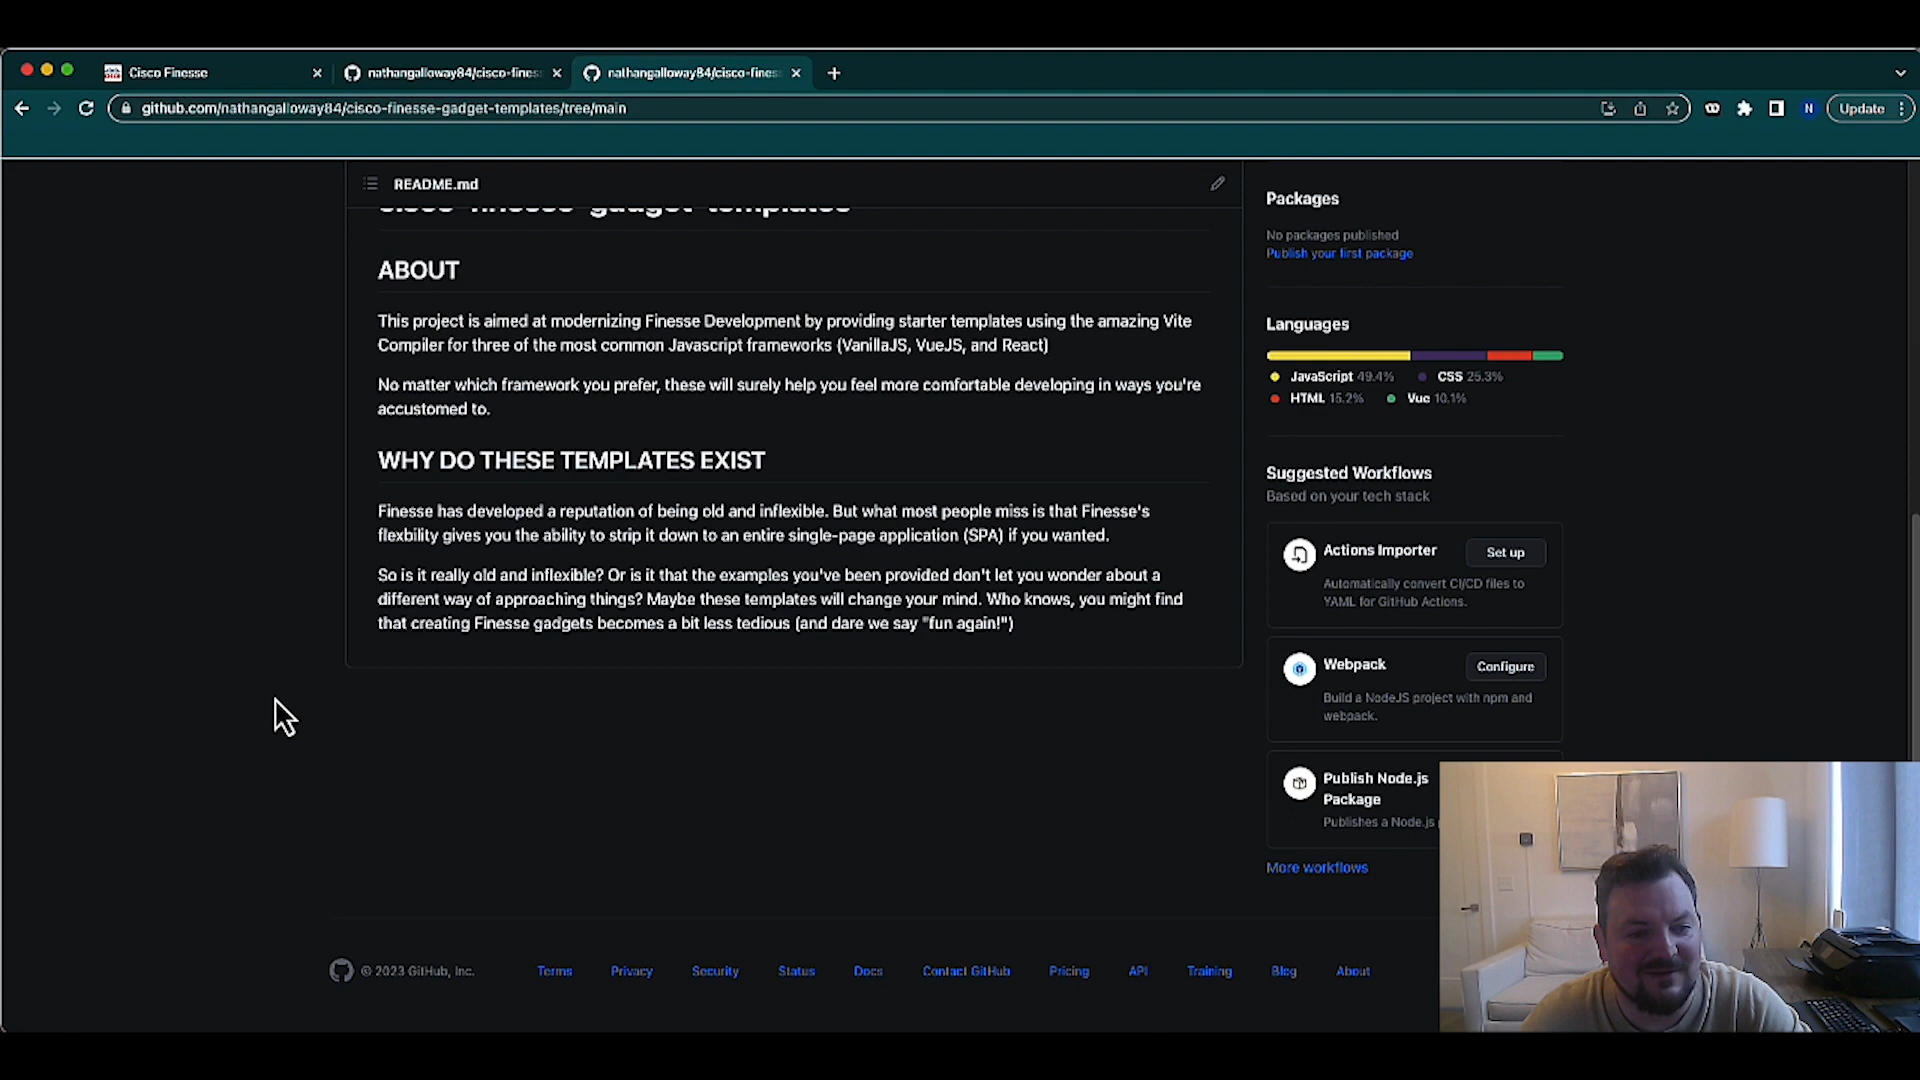 Cisco Finesse
nathangalloway84/cisco-fines
nathangalloway84/cisco-fines
github.com/nathangalloway84/cisco-finesse-gadget-templates/tree/main
N
Update
README.md
cisco-finesse-gadget-templates
ABOUT
This project is aimed at modernizing Finesse Development by providing starter templates using the amazing Vite
Compiler for three of the most common Javascript frameworks (VanillaJS, VueJS, and React)
No matter which framework you prefer, these will surely help you feel more comfortable developing in ways you're
accustomed to.
WHY DO THESE TEMPLATES EXIST
Finesse has developed a reputation of being old and inflexible. But what most people miss is that Finesse's
flexbility gives you the ability to strip it down to an entire single-page application (SPA) if you wanted.
So is it really old and inflexible? Or is it that the examples you've been provided don't let you wonder about a
different way of approaching things? Maybe these templates will change your mind. Who knows, you might find
that creating Finesse gadgets becomes a bit less tedious (and dare we say "fun again!")
Packages
No packages published
Publish your first package
Languages
JavaScript 49.4% CSS 25.3%
HTML 15.2% Vue 10.1%
Suggested Workflows
Based on your tech stack
Actions Importer
Set up
Automatically convert CI/CD files to
YAML for GitHub Actions.
Webpack
Configure
Build a NodeJS project with npm and
webpack.
Publish Node.js
Package
Publishes a Node.js
More workflows
© 2023 GitHub, Inc. Terms Privacy Security Status Docs Contact GitHub Pricing API Training Blog About